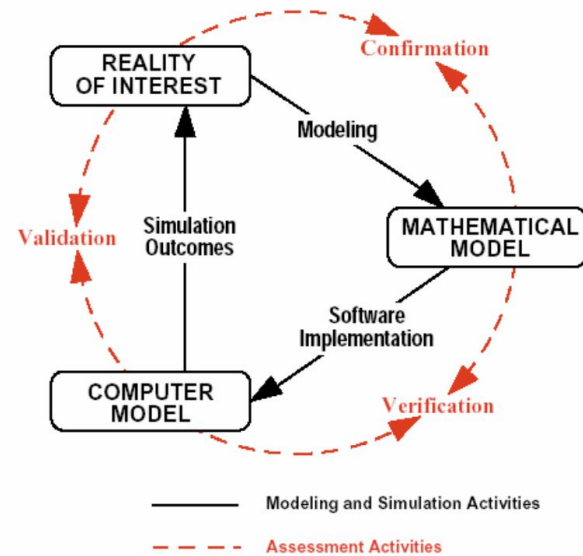 REALITY
OF INTEREST
Confirmation
Modeling
Validation
Simulation
Outcomes
MATHEMATICAL
MODEL
Software
Implementation
COMPUTER
MODEL
Verification
Modeling and Simulation Activities
Assessment Activities